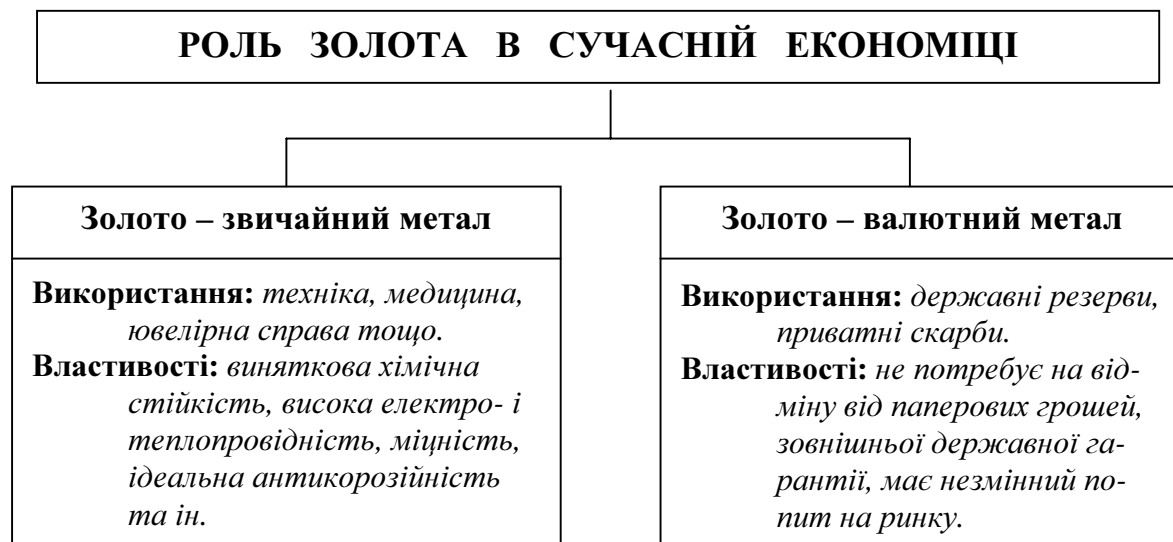 РОЛЬ ЗОЛОТА В СУЧАСНІЙ ЕКОНОМІЦІ
Золото – звичайний метал
Використання: техніка, медицина,
ювелірна справа тощо.
Властивості: виняткова хімічна
стійкість, висока електро- і
теплопровідність, міцність,
ідеальна антикорозійність
та ін.
Золото – валютний метал
Використання: державні резерви,
приватні скарби.
Властивості: не потребує на від-
міну від паперових грошей,
зовнішньої державної га-
рантії, має незмінний по-
пит на ринку.